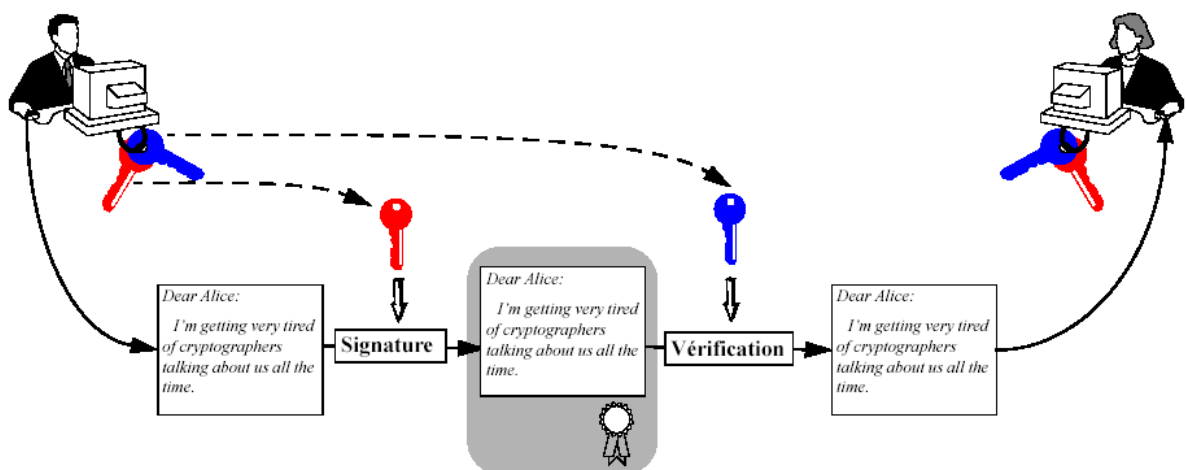 Dear Alice:
I'm getting very tired
of cryptographers
talking about us all the
time.
Signature
Dear Alice:
I'm getting very tired
of cryptographers
talking about us all the
time.
Vérification
Dear Alice:
I'm getting very tired
of cryptographers
talking about us all the
time.